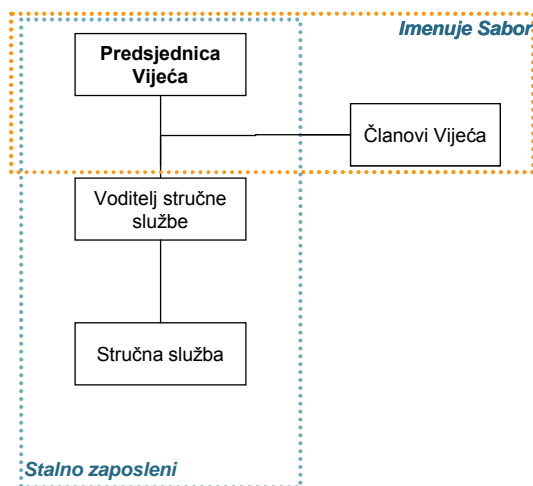 Imenuje Sabor
Predsjednica
Vijeća
Članovi Vijeća
Voditelj stručne
službe
Stručna služba
Stalno zaposleni